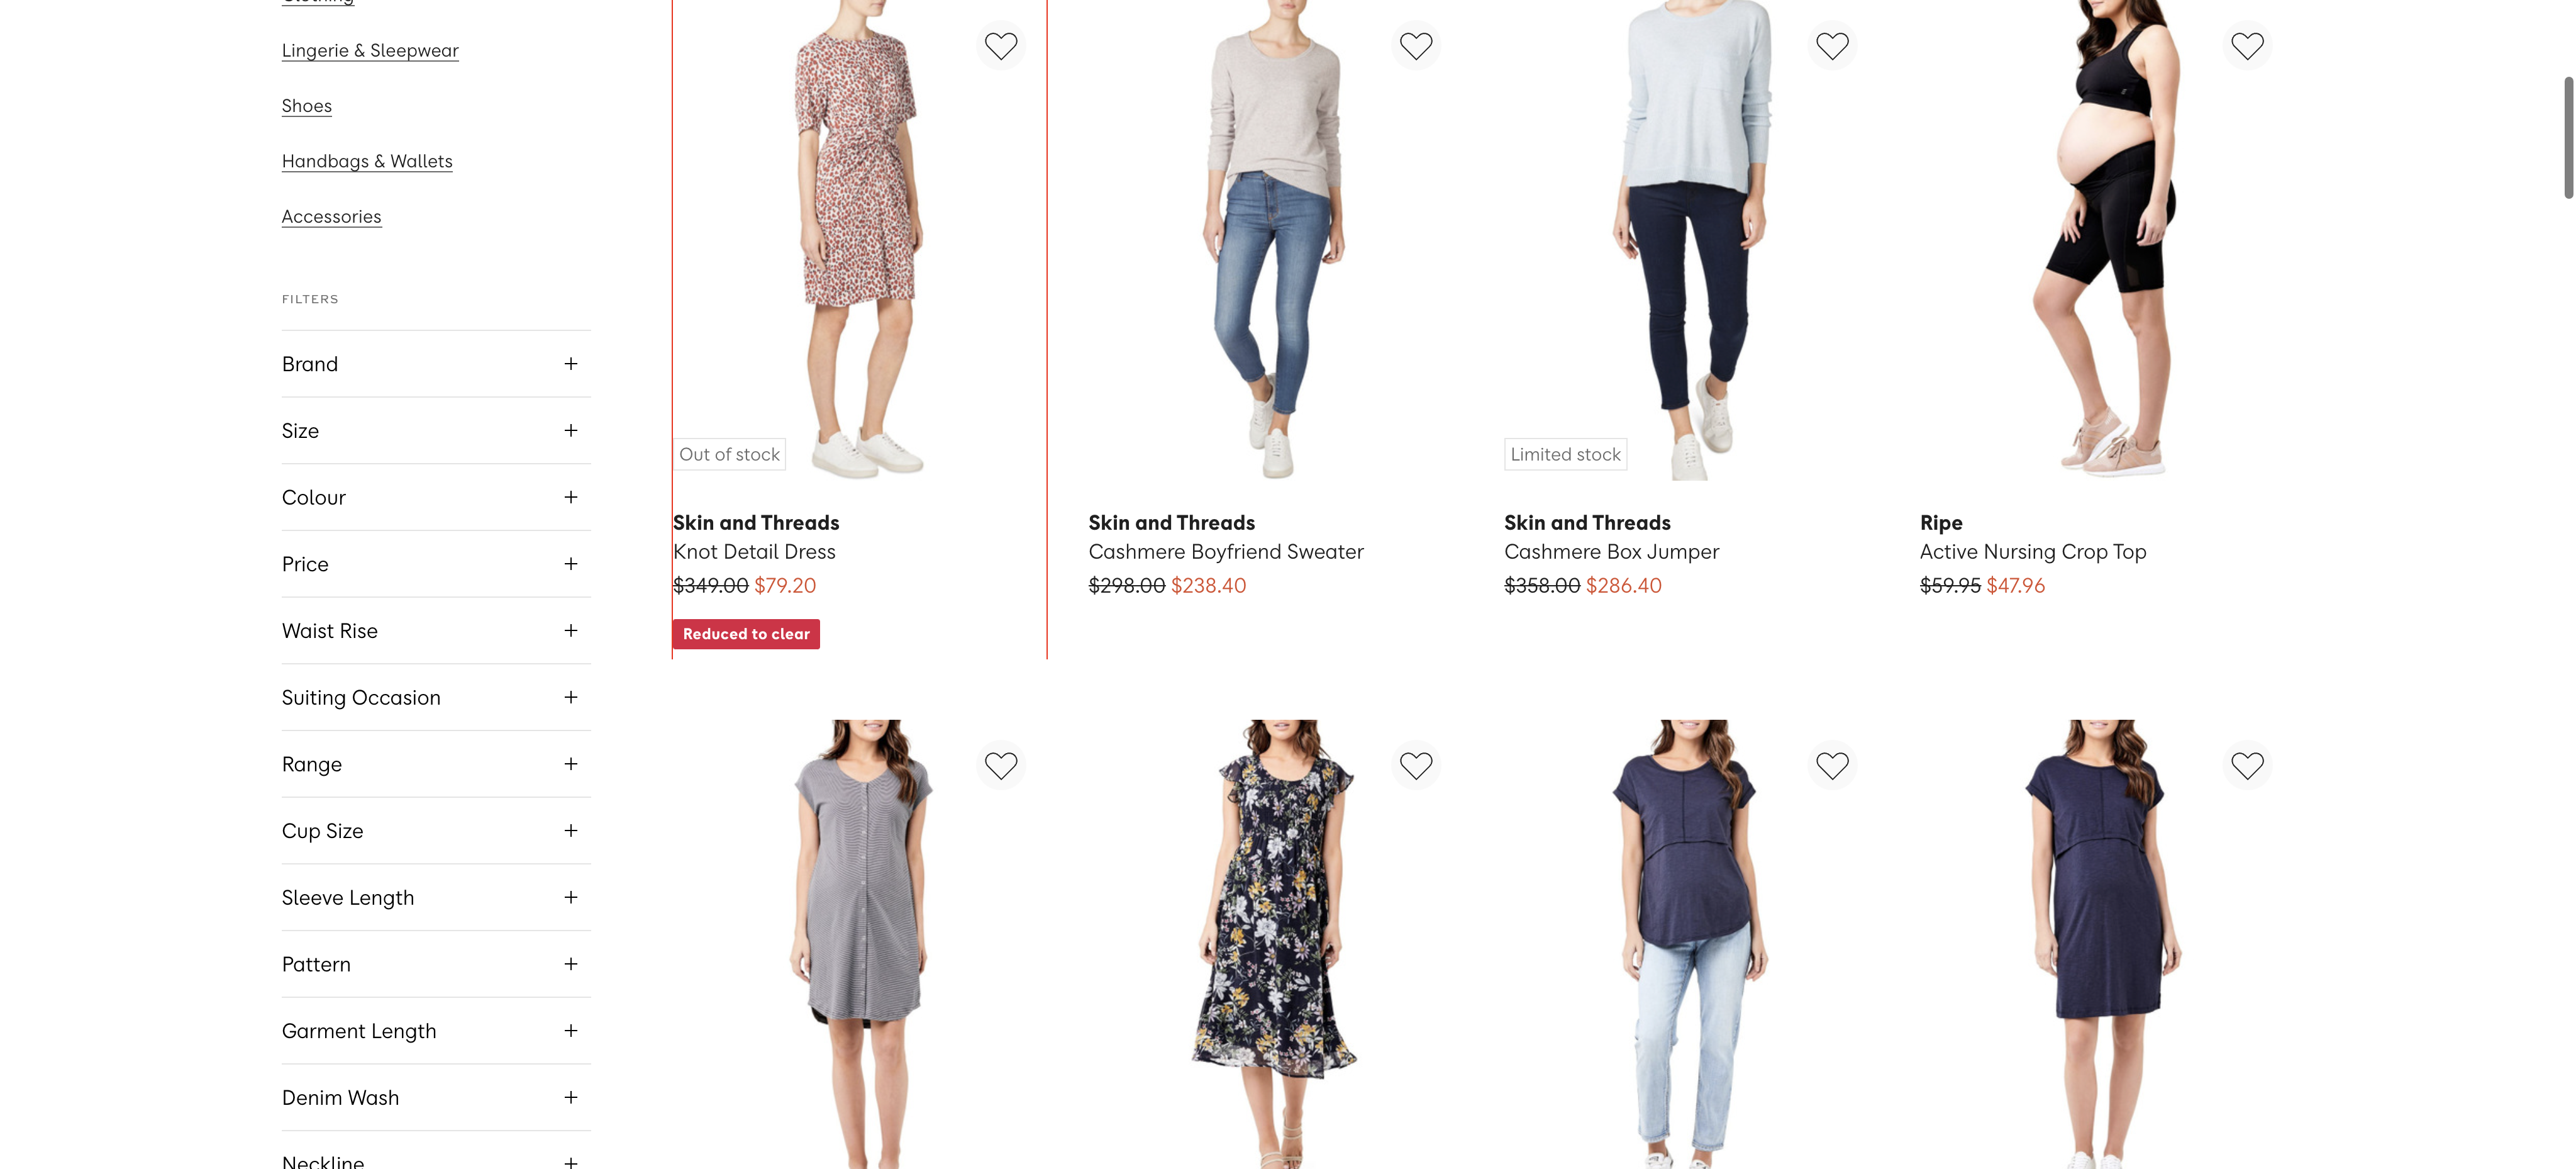 Clothing
Lingerie & Sleepwear
Shoes
Handbags & Wallets
Accessories
FILTERS
Brand
Size
Colour
Price
Waist Rise
Suiting Occasion
Range
Cup Size
Sleeve Length
Pattern
Garment Length
Denim Wash
Neckline
Out of stock
Skin and Threads
Knot Detail Dress
$349.00 $79.20
Reduced to clear
Skin and Threads
Cashmere Boyfriend Sweater
$298.00 $238.40
Limited stock
Skin and Threads
Cashmere Box Jumper
$358.00 $286.40
Ripe
Active Nursing Crop Top
$59.95 $47.96